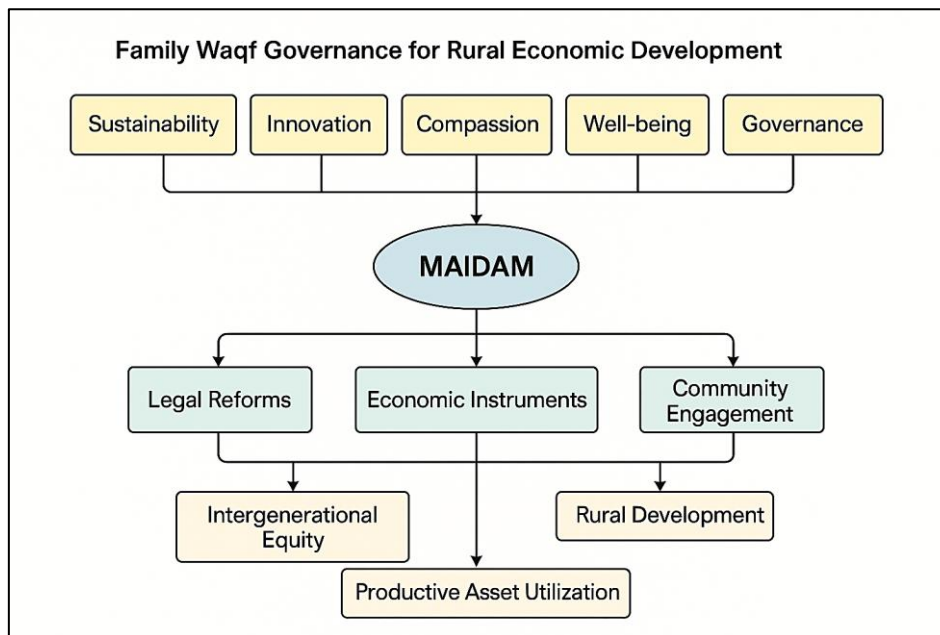 Family Waqf Governance for Rural Economic Development
Sustainability
Innovation
Compassion
Well-being
Governance
MAIDAM
Legal Reforms
Economic Instruments
Community
Engagement
Intergenerational
Equity
Rural Development
Productive Asset Utilization